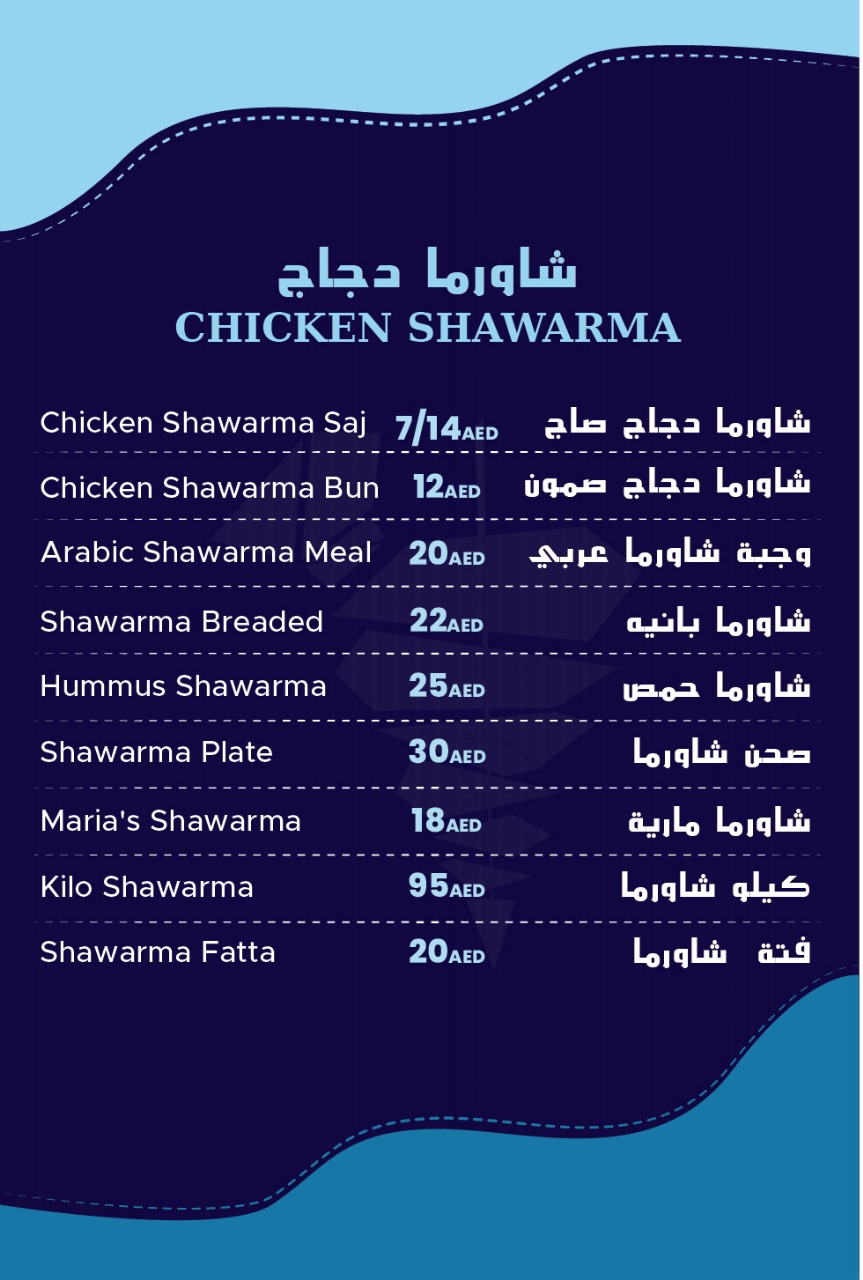 شاورما دجاج
CHICKEN SHAWARMA
Chicken Shawarma Saj 7/14AED شاورما دجاج صاج
Chicken Shawarma Bun 12AED شاورما دجاج صمون
Arabic Shawarma Meal 20AED وجبة شاورما عربي
Shawarma Breaded 22AED شاورما بانيه
Hummus Shawarma 25AED شاورما حمص
Shawarma Plate 30AED صحن شاورما
Maria's Shawarma 18AED شاورما مارية
Kilo Shawarma 95AED كيلو شاورما
Shawarma Fatta 20AED فتة شاورما